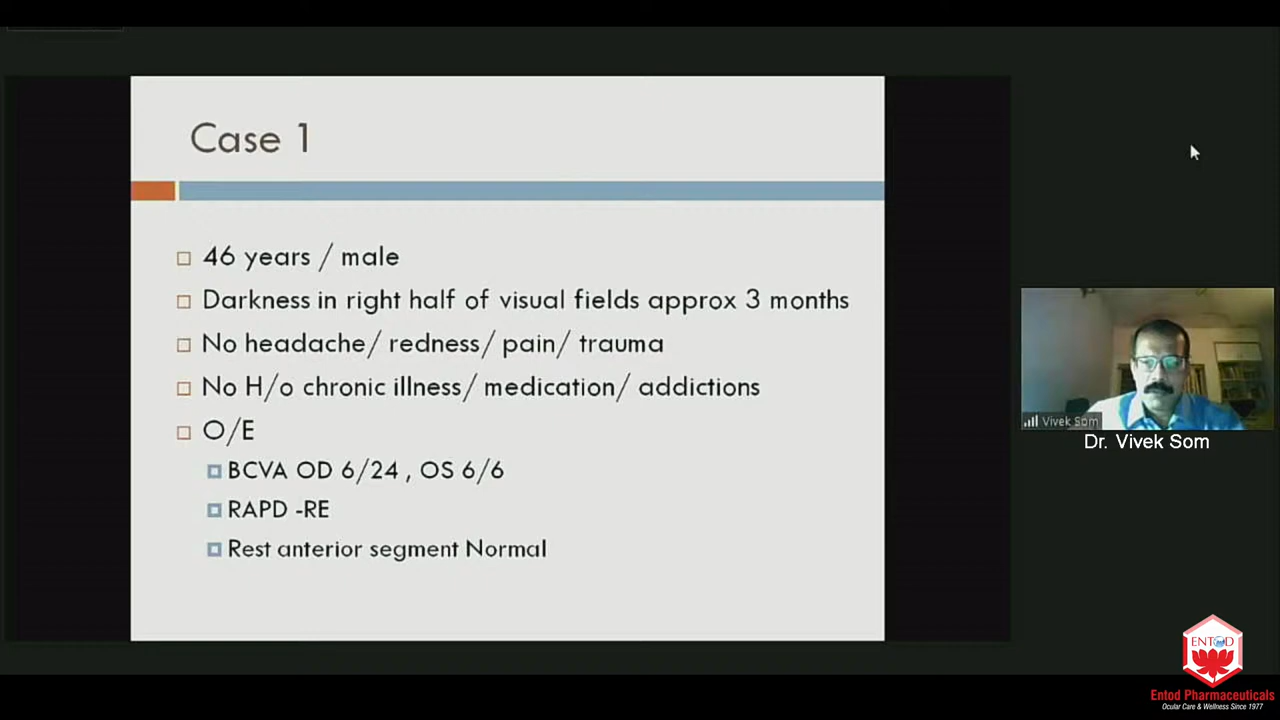 Case 1
46 years / male
Darkness in right half of visual fields approx 3 months
No headache/ redness/ pain/ trauma
No H/o chronic illness/ medication/ addictions
O/E
BCVA OD 6/24 , OS 6/6
RAPD -RE
Rest anterior segment Normal
Vivek Som
Dr. Vivek Som
ENTOD
Entod Pharmaceuticals
Ocular Care & Wellness Since 1977